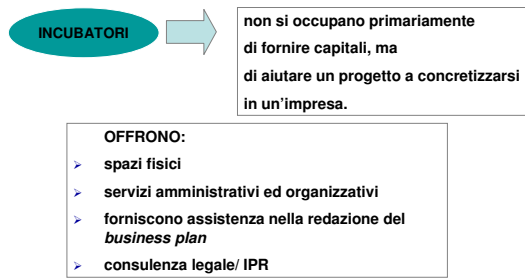 INCUBATORI
non si occupano primariamente
di fornire capitali, ma
di aiutare un progetto a concretizzarsi
in un'impresa.
OFFRONO:
➢ spazi fisici
➢ servizi amministrativi ed organizzativi
➢ forniscono assistenza nella redazione del
business plan
➢ consulenza legale/ IPR